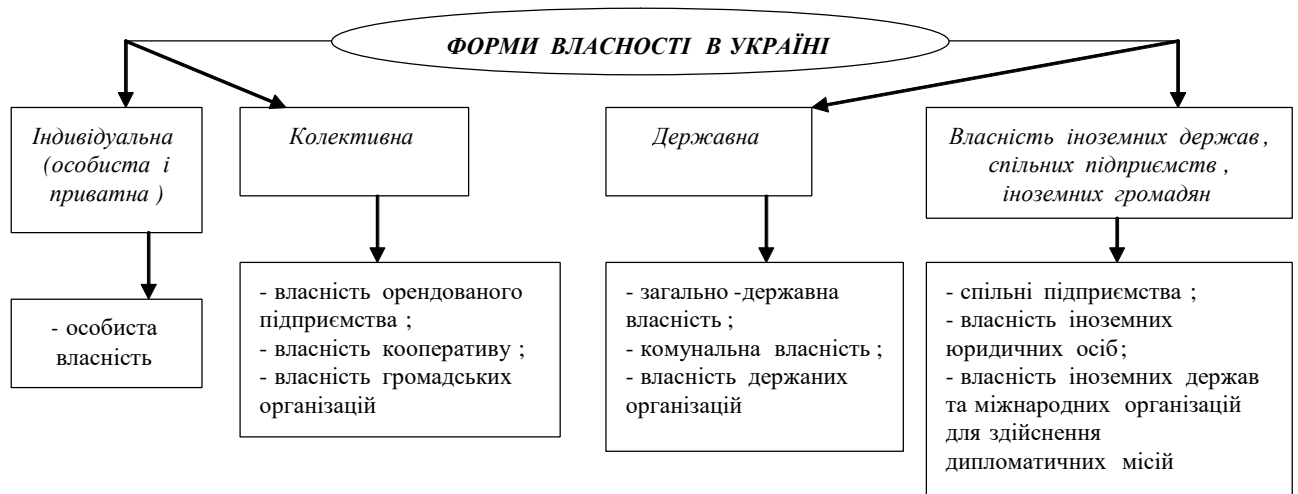 ФОРМИ ВЛАСНОСТІ В УКРАЇНІ
Індивідуальна
(особиста і
приватна )
Колективна
Державна
Власність іноземних держав ,
спільних підприємств ,
іноземних громадян
- особиста
власність
- власність орендованого
підприємства ;
- власність кооперативу ;
- власність громадських
організацій
- загально -державна
власність ;
- комунальна власність ;
- власність держаних
організацій
- спільні підприємства ;
- власність іноземних
юридичних осіб;
- власність іноземних держав
та міжнародних організацій
для здійснення
дипломатичних місій